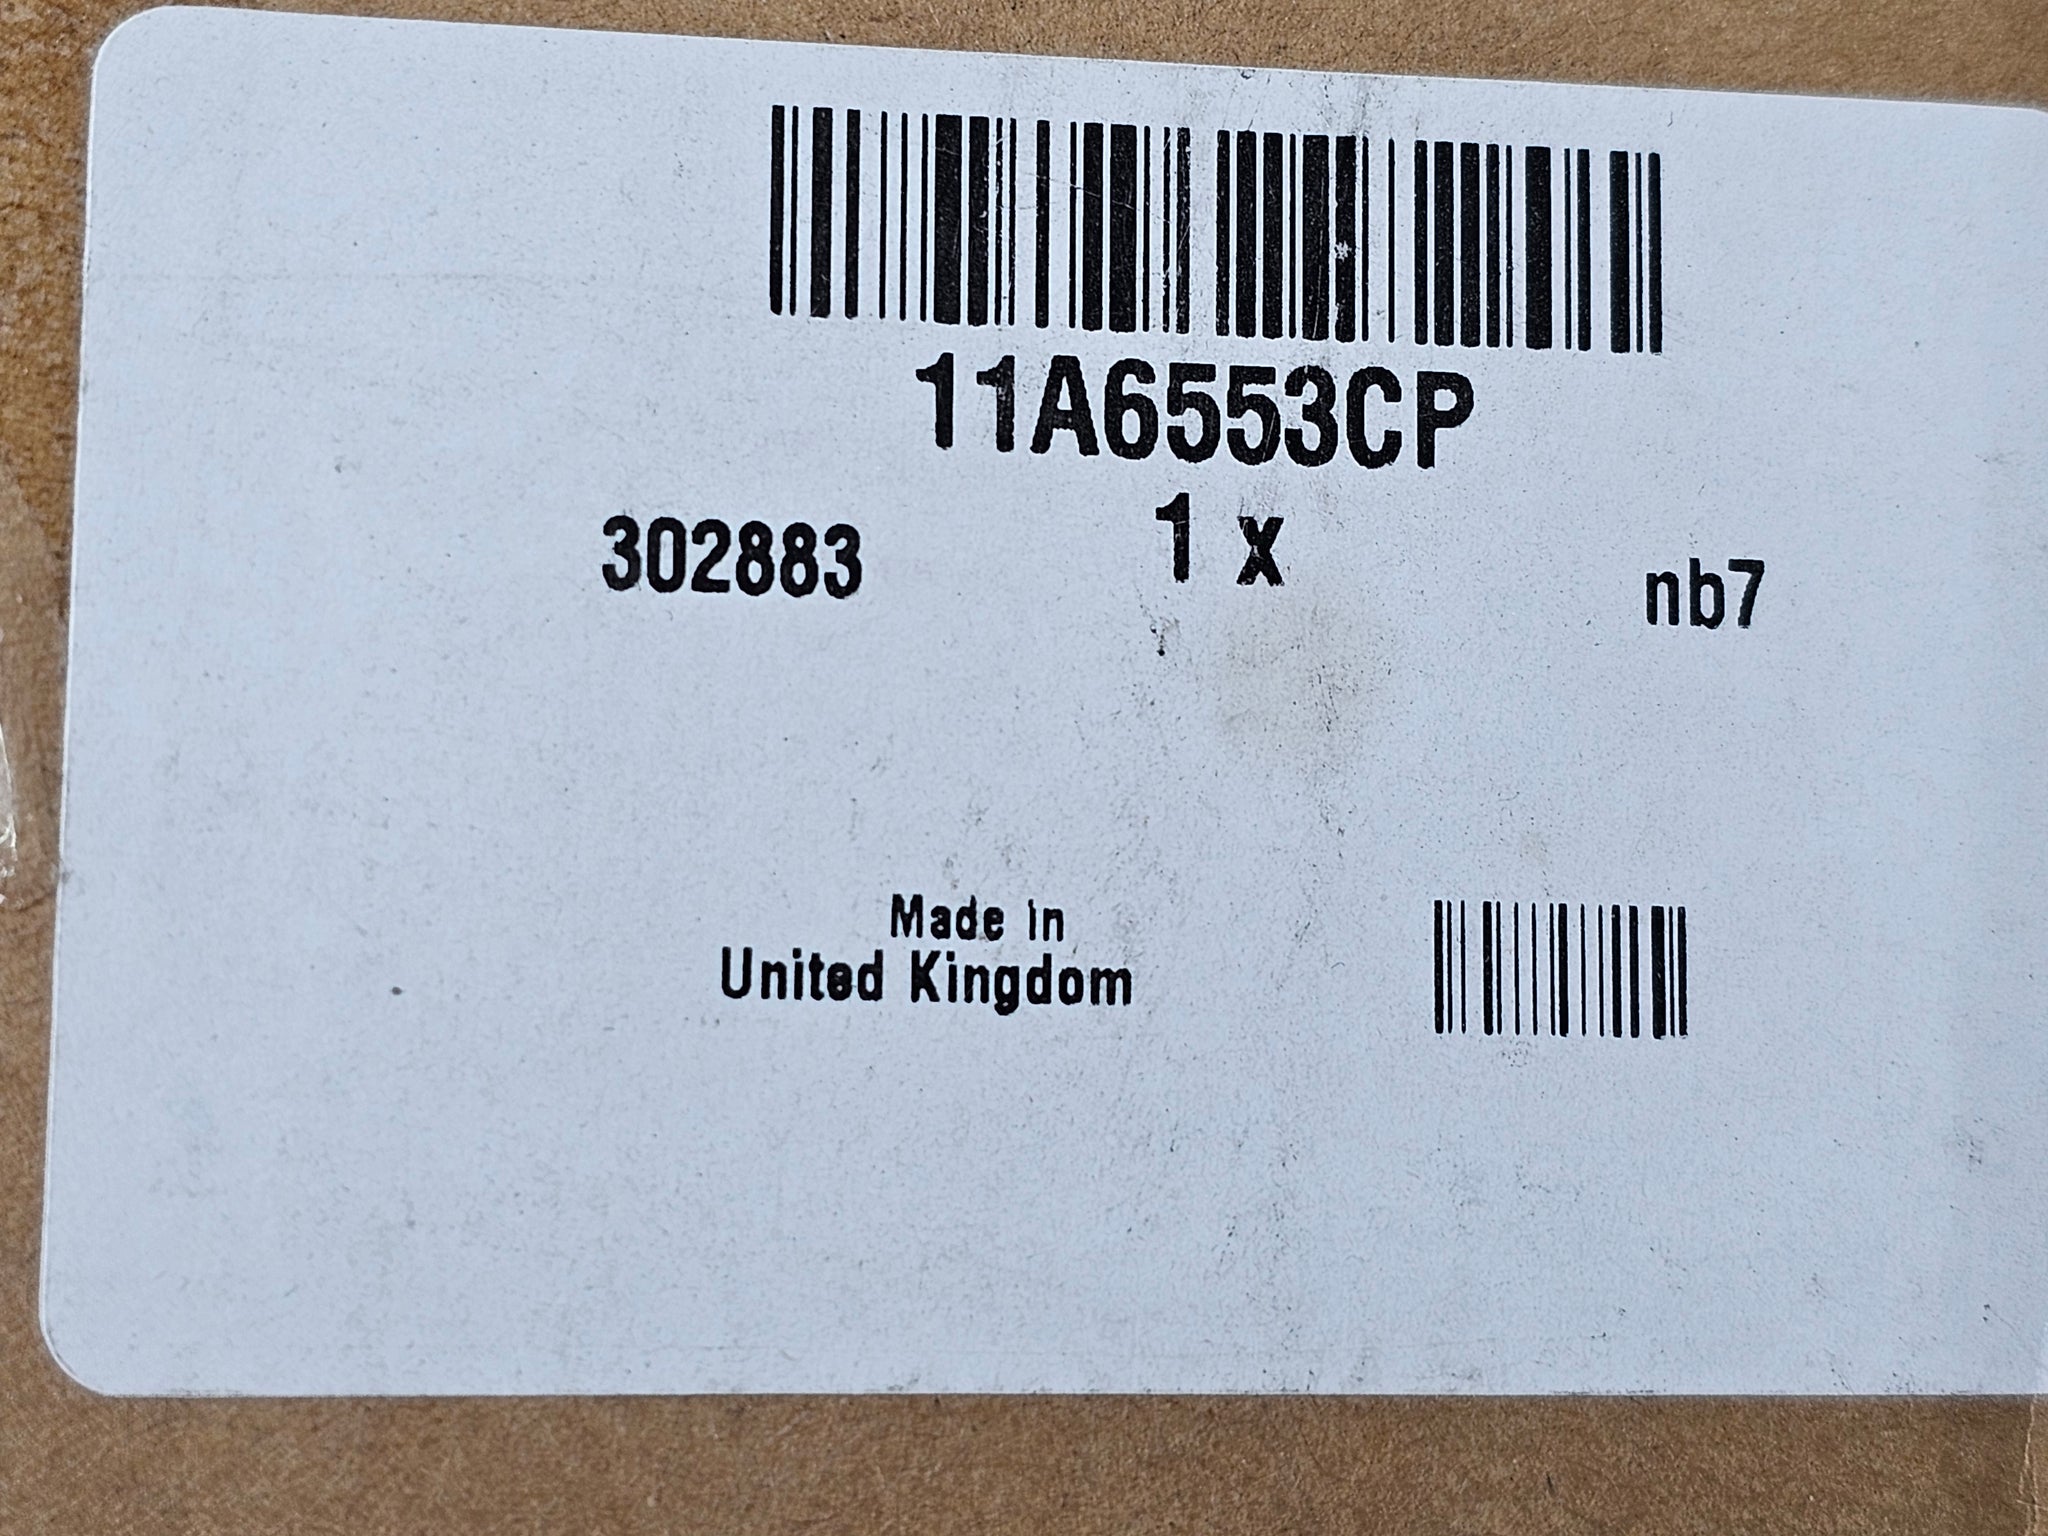 11A6553CP
302883 1 x nb7
Made in
United Kingdom